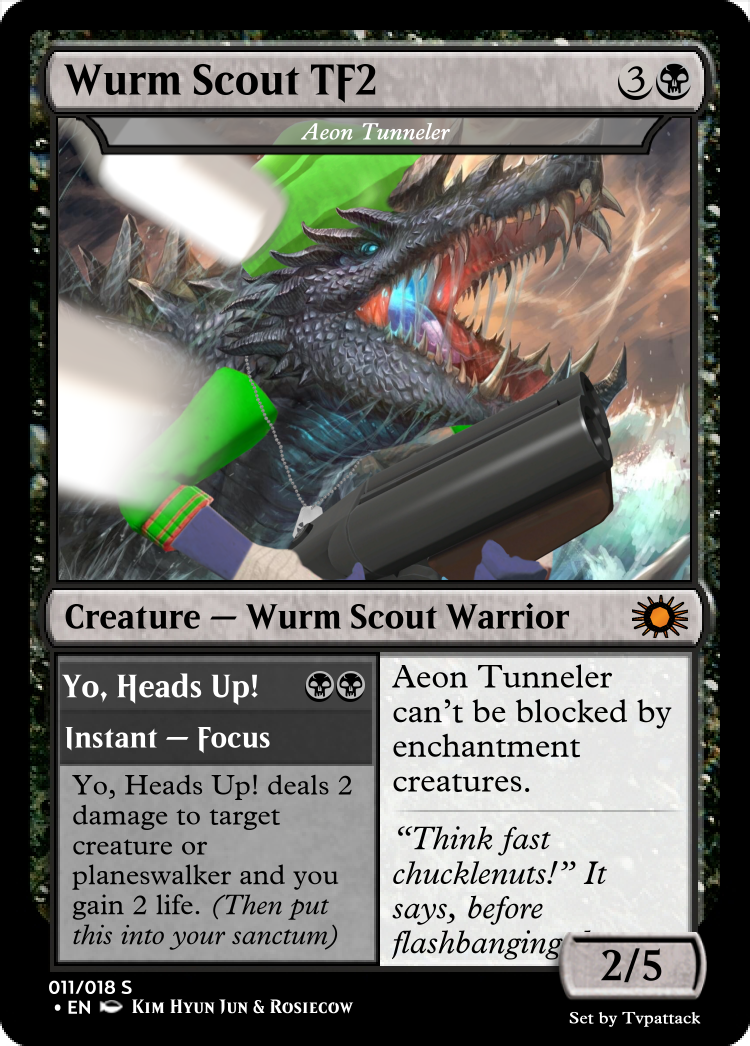 Wurm Scout TF2
3
Aeon Tunneler
Creature — Wurm Scout Warrior
Yo, Heads Up!
Instant — Focus
Yo, Heads Up! deals 2
damage to target
creature or
planeswalker and you
gain 2 life. (Then put
this into your sanctum)
Aeon Tunneler
can't be blocked by
enchantment
creatures.
“Think fast
chucklenuts!” It
says, before
flashbanging
2/5
011/018 S
• EN Kim Hyun Jun & Rosiecow
Set by Tvpattack